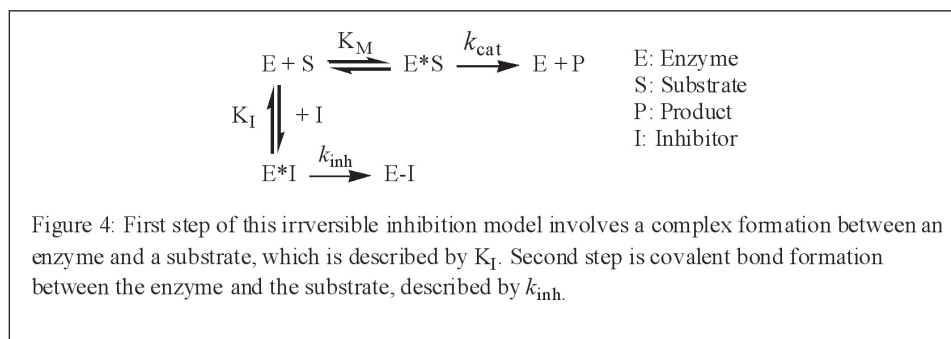 K_M k_cat
E + S E*S E + P
K_I + I
k_inh
E*I E-I
E: Enzyme
S: Substrate
P: Product
I: Inhibitor
Figure 4: First step of this irrversible inhibition model involves a complex formation between an
enzyme and a substrate, which is described by K_I. Second step is covalent bond formation
between the enzyme and the substrate, described by k_inh.